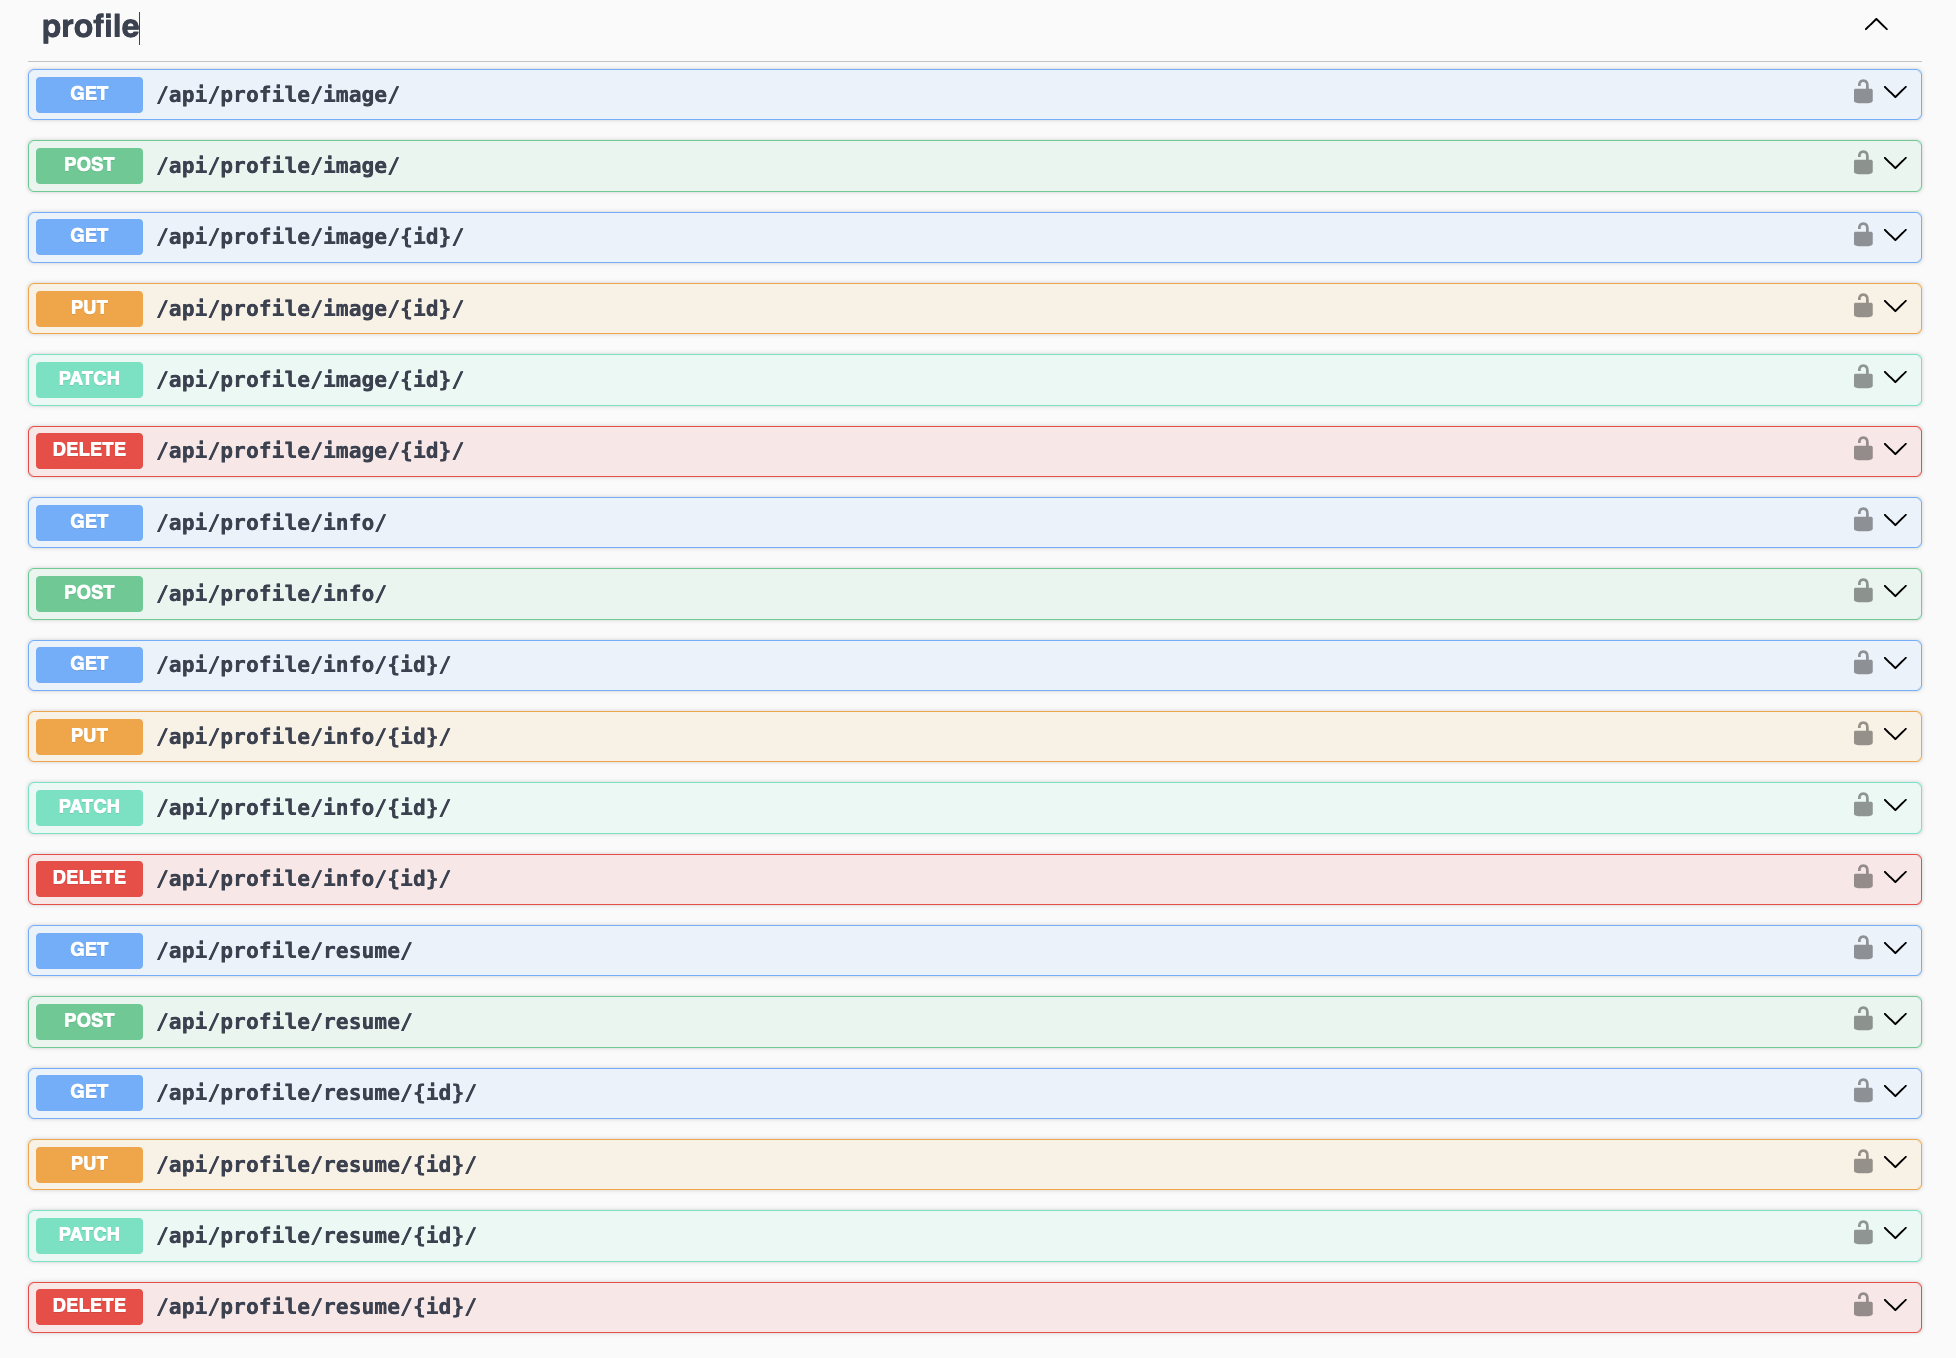 profile
GET /api/profile/image/
POST /api/profile/image/
GET /api/profile/image/{id}/
PUT /api/profile/image/{id}/
PATCH /api/profile/image/{id}/
DELETE /api/profile/image/{id}/
GET /api/profile/info/
POST /api/profile/info/
GET /api/profile/info/{id}/
PUT /api/profile/info/{id}/
PATCH /api/profile/info/{id}/
DELETE /api/profile/info/{id}/
GET /api/profile/resume/
POST /api/profile/resume/
GET /api/profile/resume/{id}/
PUT /api/profile/resume/{id}/
PATCH /api/profile/resume/{id}/
DELETE /api/profile/resume/{id}/